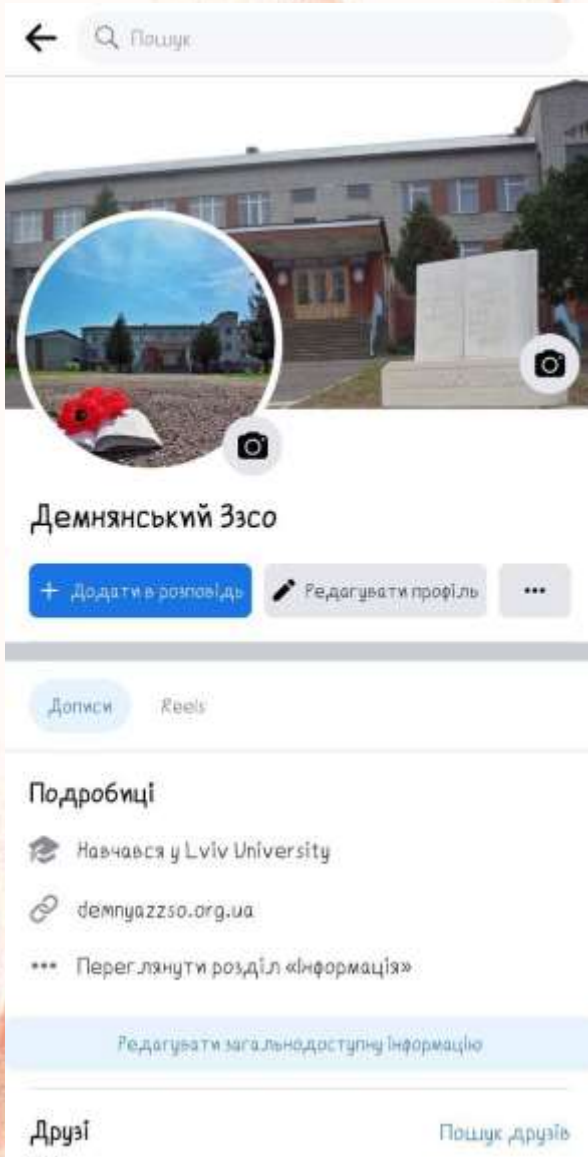 Пошук
Демнянський Ззсо
+ Додати в розповідь
Редагувати профіль
Дописи
Reels
Подробиці
Навчався у Lviv University
demnyazzso.org.ua
Переглянути розділ «Інформація»
Редагувати загальнодоступну інформацію
Друзі
Пошук друзів